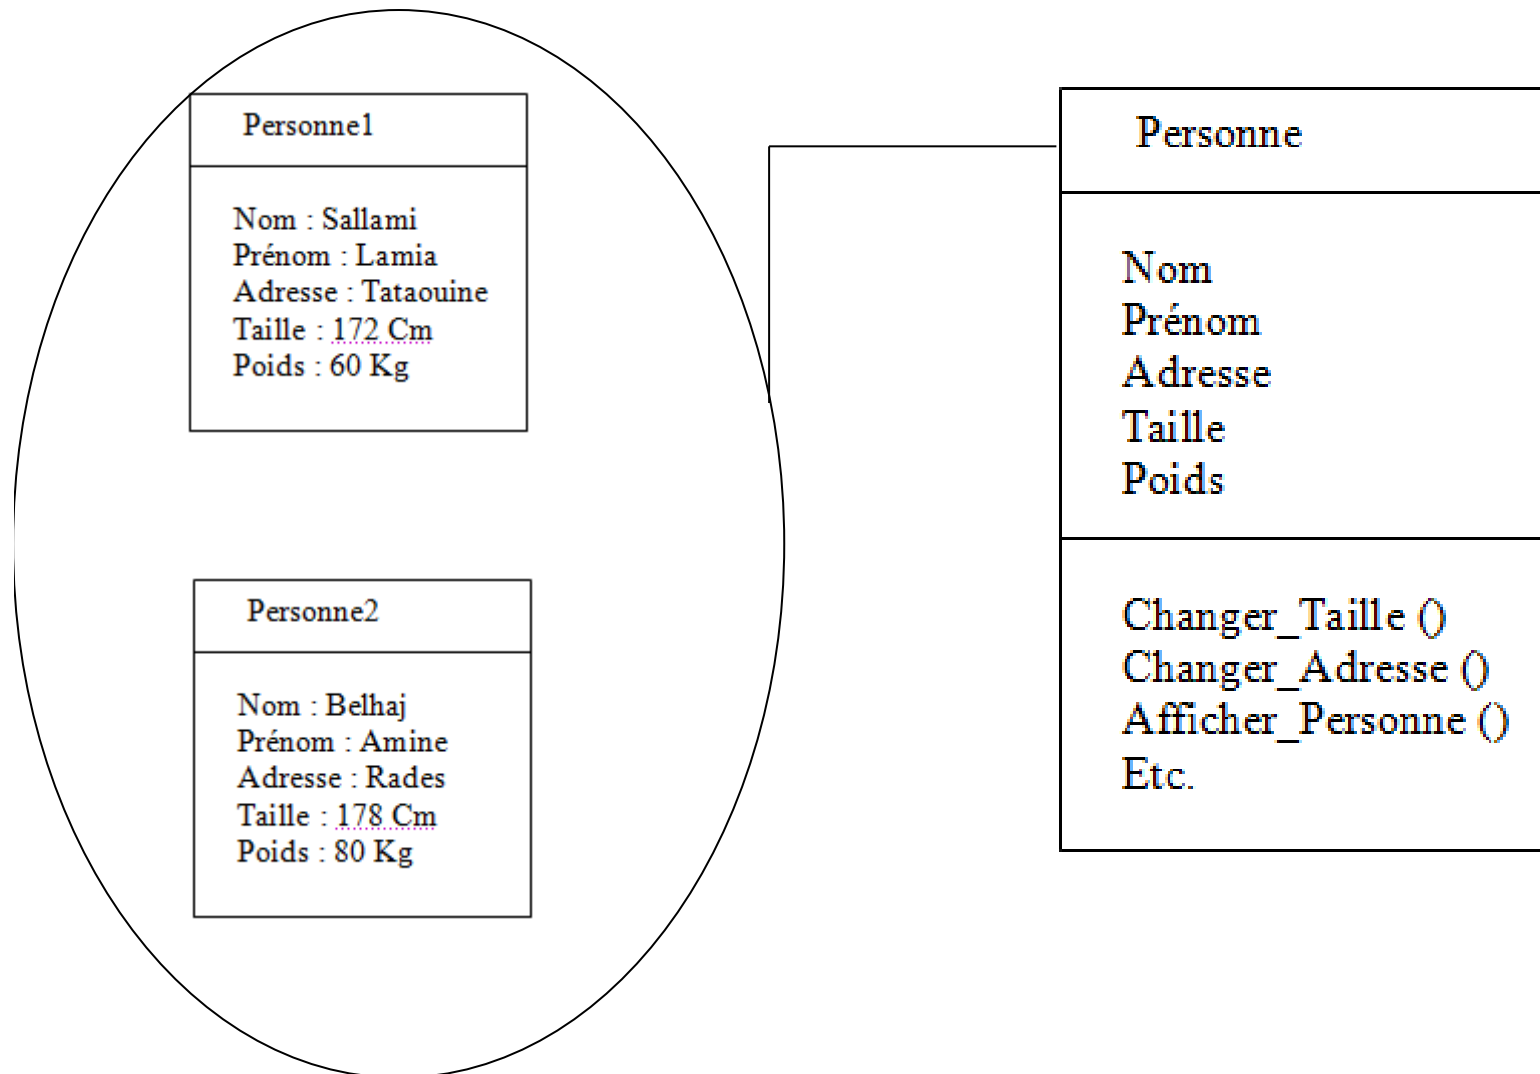 Personne1
Nom : Sallami
Prénom : Lamia
Adresse : Tataouine
Taille : 172 Cm
Poids : 60 Kg
Personne2
Nom : Belhaj
Prénom : Amine
Adresse : Rades
Taille : 178 Cm
Poids : 80 Kg
Personne
Nom
Prénom
Adresse
Taille
Poids
Changer_Taille ()
Changer_Adresse ()
Afficher_Personne ()
Etc.